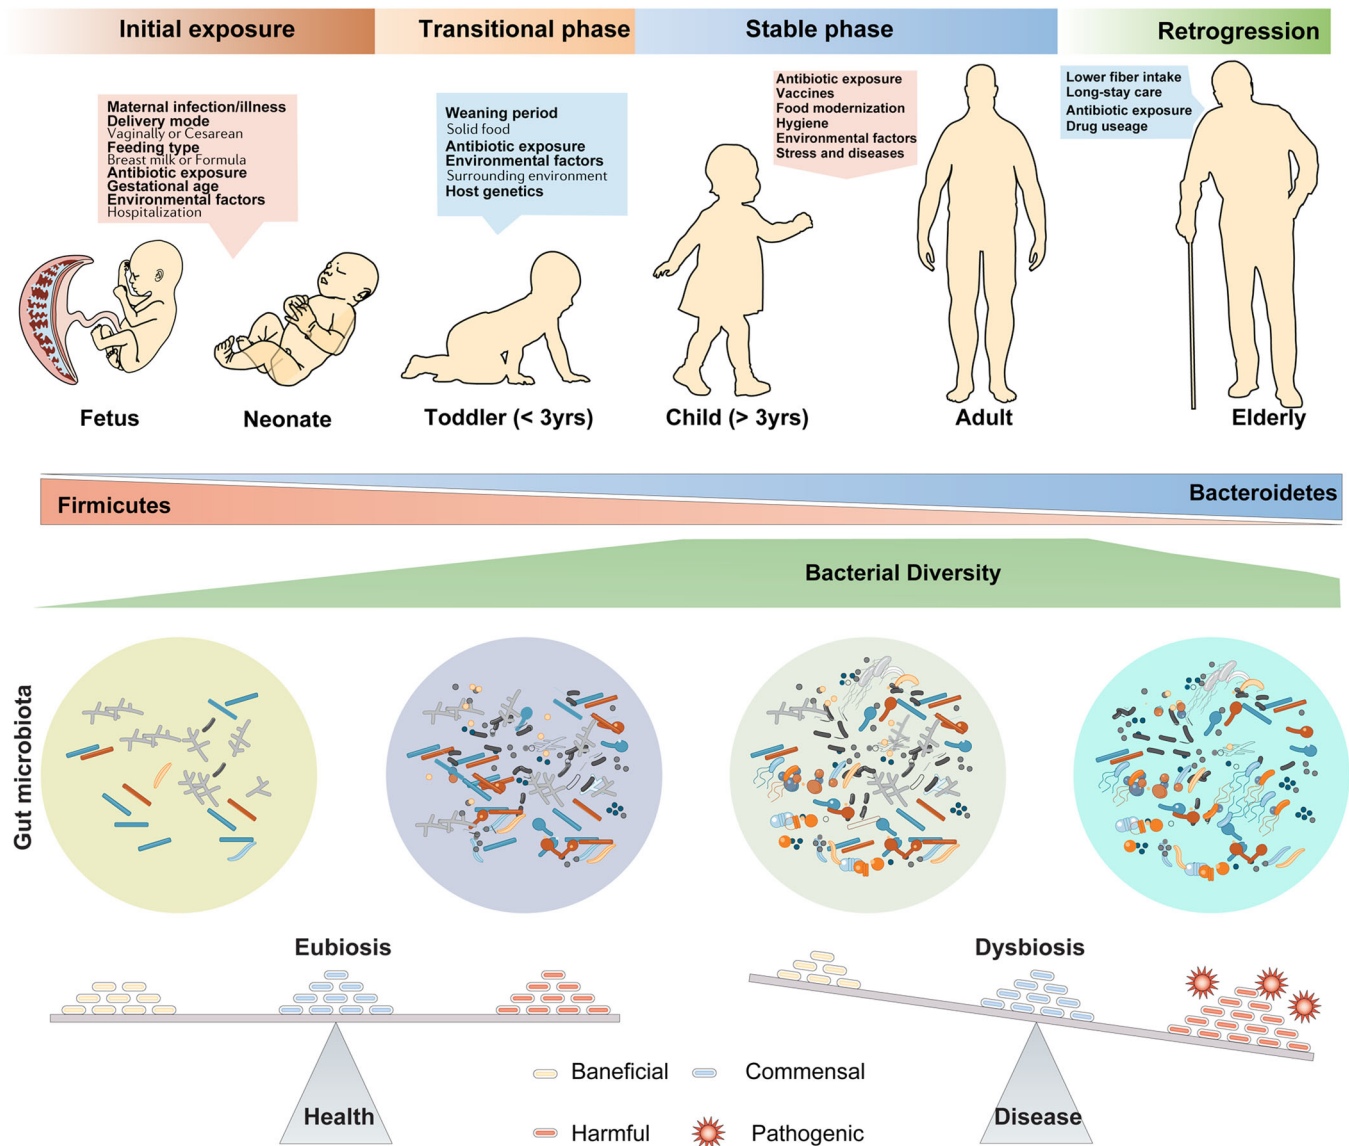 Initial exposure
Transitional phase
Stable phase
Retrogression
Maternal infection/illness
Delivery mode
Vaginally or Cesarean
Feeding type
Breast milk or Formula
Antibiotic exposure
Gestational age
Environmental factors
Hospitalization
Weaning period
Solid food
Antibiotic exposure
Environmental factors
Surrounding environment
Host genetics
Antibiotic exposure
Vaccines
Food modernization
Hygiene
Environmental factors
Stress and diseases
Lower fiber intake
Long-stay care
Antibiotic exposure
Drug useage
Fetus
Neonate
Toddler (< 3yrs)
Child (> 3yrs)
Adult
Elderly
Firmicutes
Bacteroidetes
Bacterial Diversity
Gut microbiota
Eubiosis
Dysbiosis
Health
Disease
Baneficial
Commensal
Harmful
Pathogenic